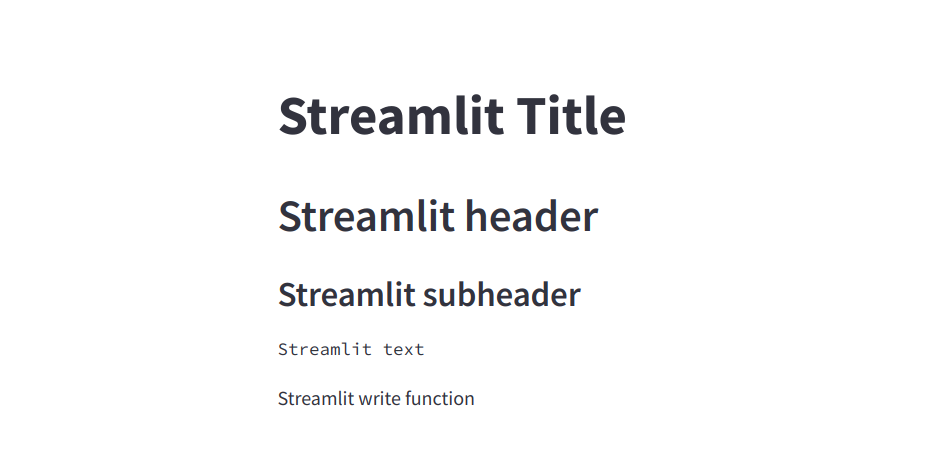 Streamlit Title
Streamlit header
Streamlit subheader
Streamlit text
Streamlit write function